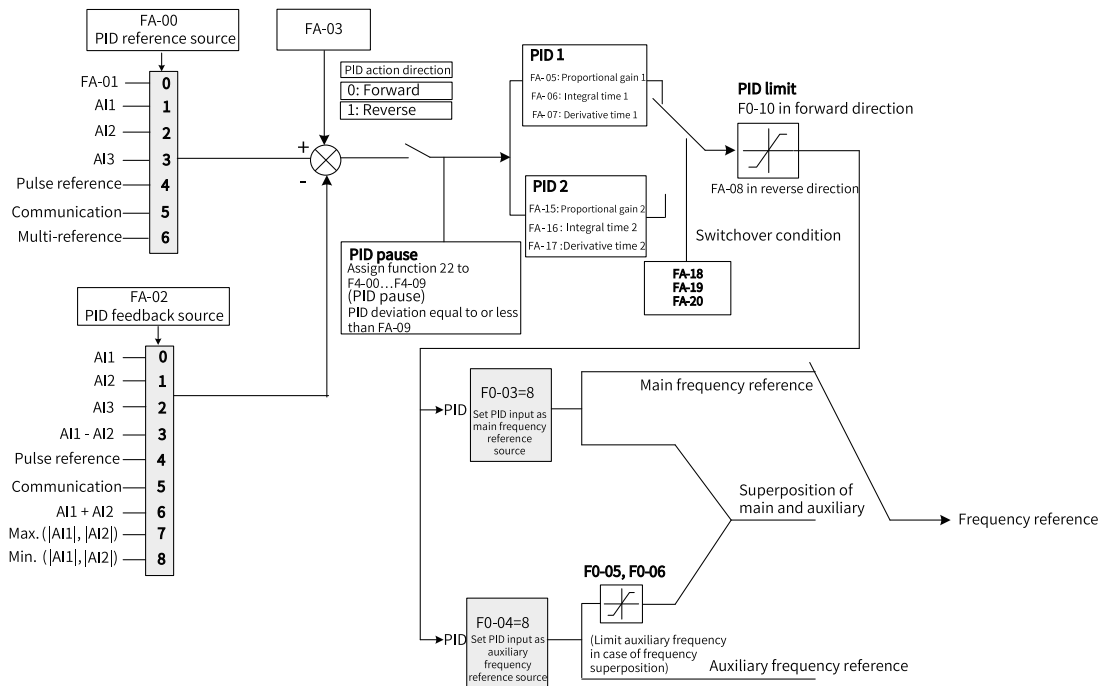 FA-00
PID reference source
FA-01
0
AI1
1
AI2
2
AI3
3
Pulse reference
4
Communication
5
Multi-reference
6
FA-03
PID action direction
0: Forward
1: Reverse
+
-
PID 1
FA-05: Proportional gain 1
FA-06: Integral time 1
FA-07: Derivative time 1
PID 2
FA-15: Proportional gain 2
FA-16: Integral time 2
FA-17: Derivative time 2
PID limit
F0-10 in forward direction
FA-08 in reverse direction
Switchover condition
FA-18
FA-19
FA-20
PID pause
Assign function 22 to
F4-00...F4-09
(PID pause)
PID deviation equal to or less
than FA-09
FA-02
PID feedback source
AI1
0
AI2
1
AI3
2
AI1 - AI2
3
Pulse reference
4
Communication
5
AI1 + AI2
6
Max. (|AI1|, |AI2|)
7
Min. (|AI1|, |AI2|)
8
PID
F0-03=8
Set PID input as
main frequency
reference
source
Main frequency reference
Superposition of
main and auxiliary
Frequency reference
F0-05, F0-06
(Limit auxiliary frequency
in case of frequency
superposition)
PID
F0-04=8
Set PID input as
auxiliary
frequency
reference source
Auxiliary frequency reference